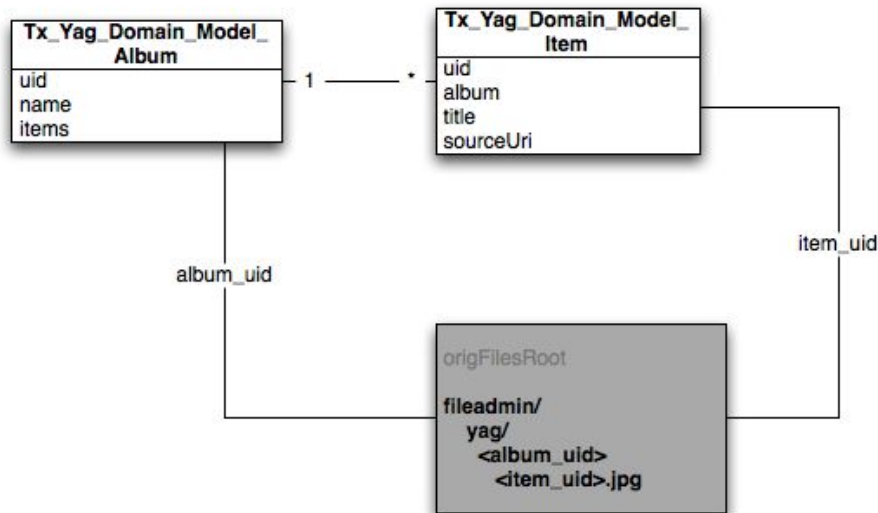 Tx_Yag_Domain_Model_
Album
uid
name
items
1
*
Tx_Yag_Domain_Model_
Item
uid
album
title
sourceUri
album_uid
item_uid
origFilesRoot
fileadmin/
yag/
<album_uid>
<item_uid>.jpg